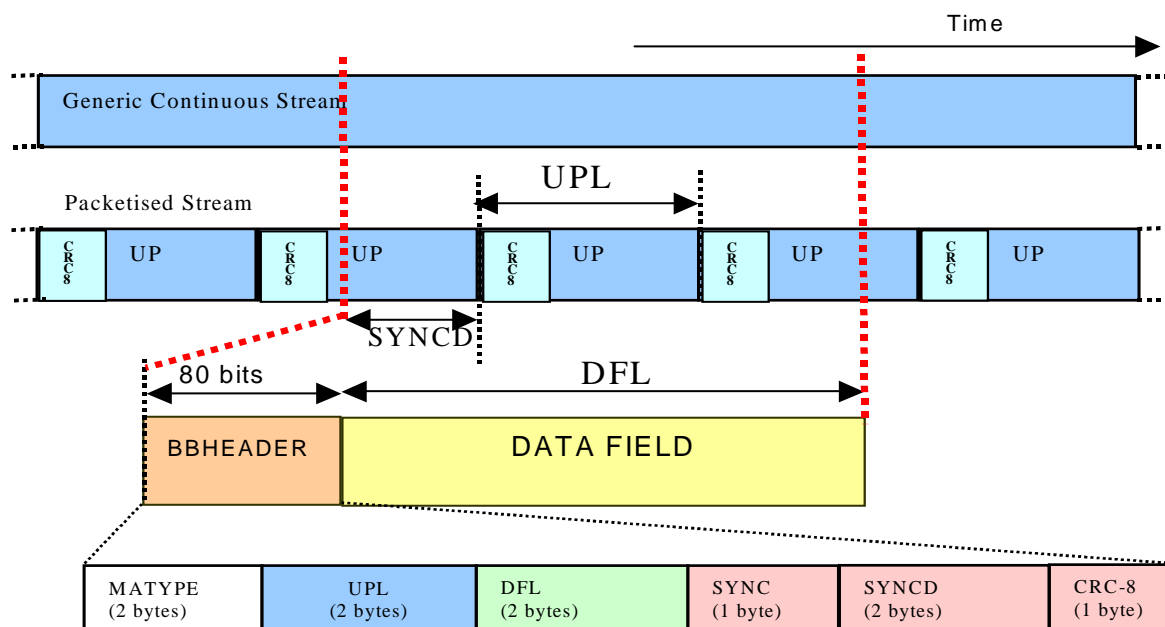 Time
Generic Continuous Stream
UPL
Packetised Stream
CRC8 UP CRC8 UP CRC8 UP CRC8 UP CRC8 UP
SYNCD
80 bits
DFL
BBHEADER
DATA FIELD
MATYPE
(2 bytes)
UPL
(2 bytes)
DFL
(2 bytes)
SYNC
(1 byte)
SYNCD
(2 bytes)
CRC-8
(1 byte)